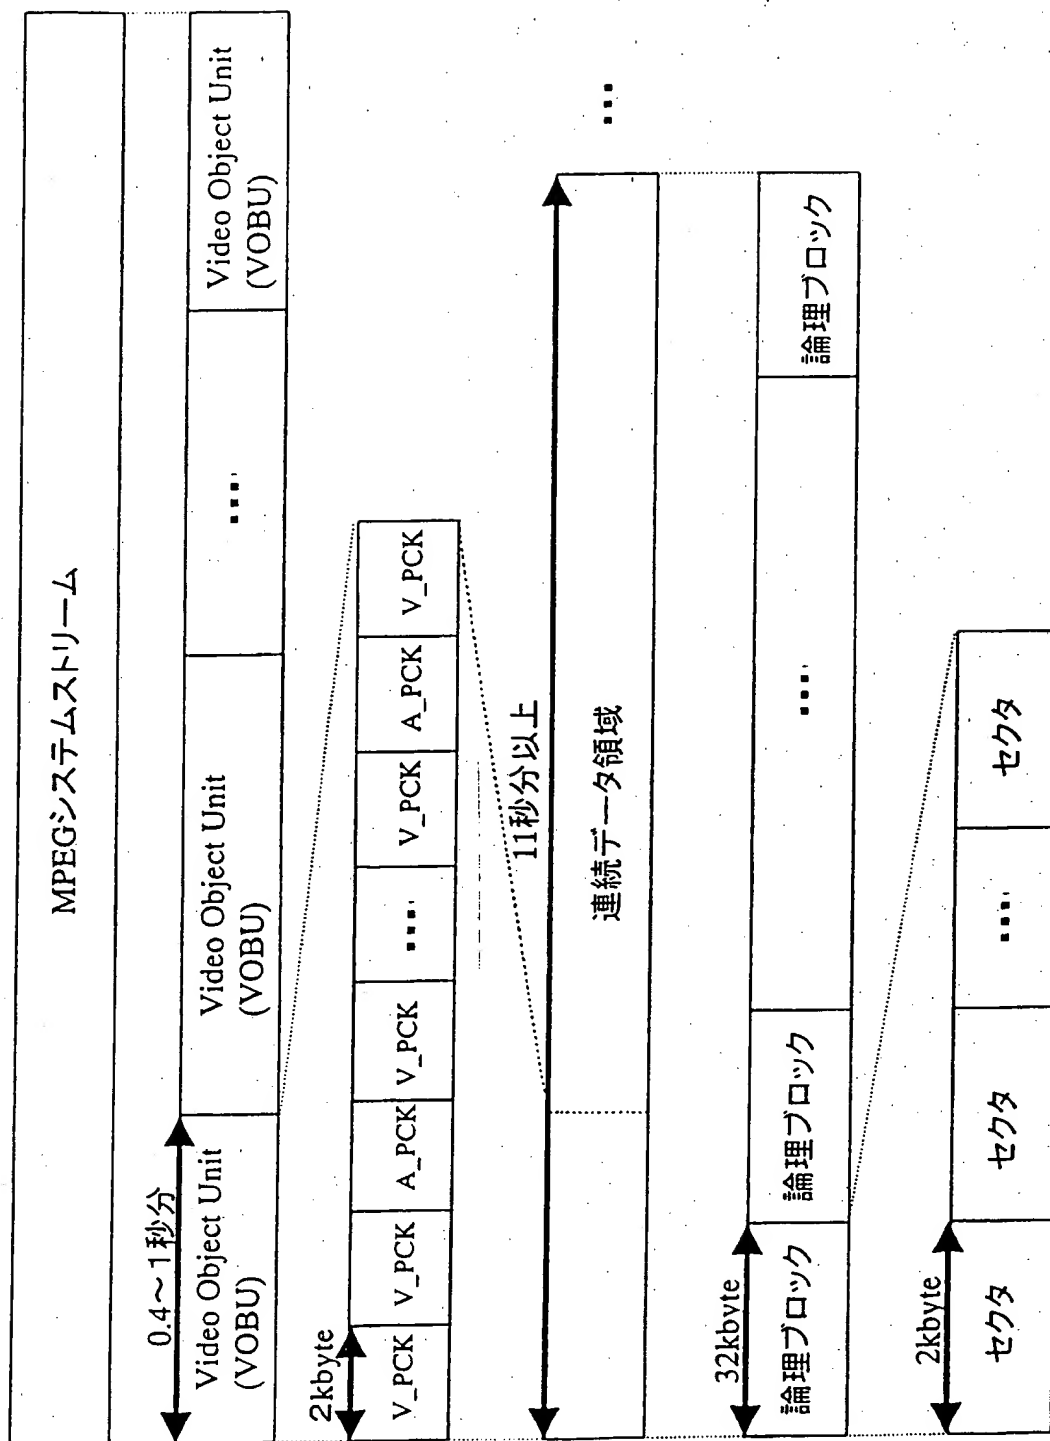 MPEGシステムストリーム
0.4〜1秒分
Video Object Unit
(VOBU)
Video Object Unit
(VOBU)
....
Video Object Unit
(VOBU)
2kbyte
V_PCK
V_PCK
A_PCK
V_PCK
....
V_PCK
A_PCK
V_PCK
11秒分以上
連続データ領域
...
32kbyte
論理ブロック
論理ブロック
....
論理ブロック
2kbyte
セクタ
セクタ
....
セクタ